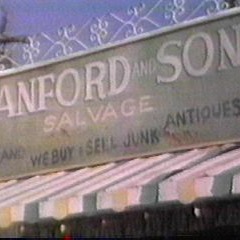 ANFORD AND SON
SALVAGE
AND WE BUY & SELL JUNK ANTIQUES